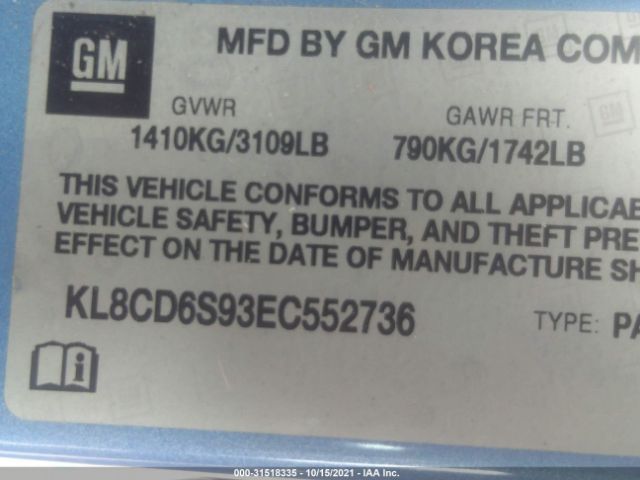 GM
MFD BY GM KOREA COM
GVWR
GAWR FRT.
1410KG/3109LB
790KG/1742LB
THIS VEHICLE CONFORMS TO ALL APPLICAB
VEHICLE SAFETY, BUMPER, AND THEFT PRE
EFFECT ON THE DATE OF MANUFACTURE SH
KL8CD6S93EC552736
TYPE: PA
000-31518335 - 10/15/2021 - IAA Inc.